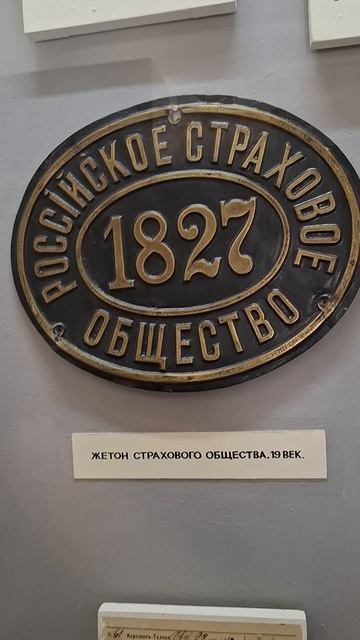 РОССІЙСКОЕ СТРАХОВОЕ
1827
ОБЩЕСТВО
ЖЕТОН СТРАХОВОГО ОБЩЕСТВА. 19 ВЕК.